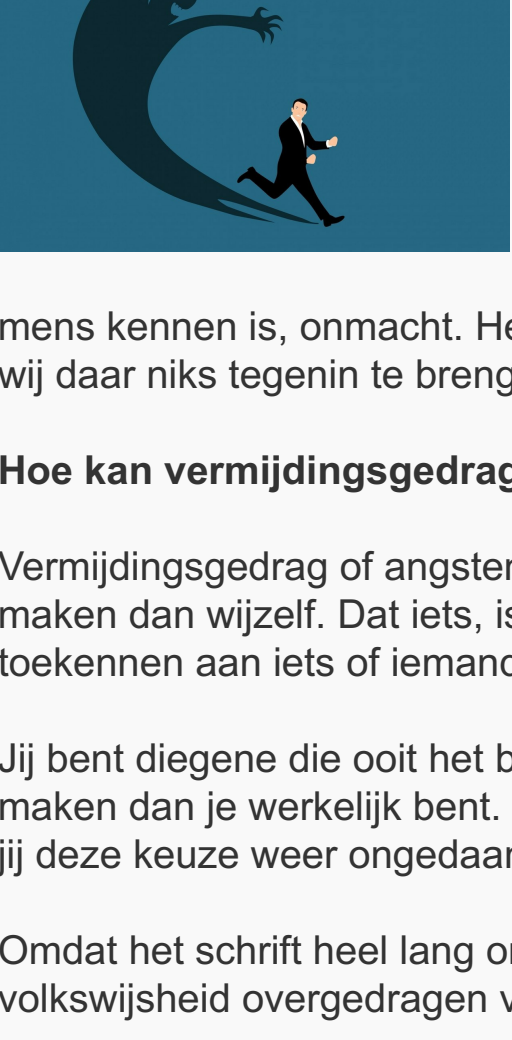 mens kennen is, onmacht. He
wij daar niks tegenin te breng
Hoe kan vermijdingsgedrag
Vermijdingsgedrag of angsten
maken dan wijzelf. Dat iets, is
toekennen aan iets of iemand
Jij bent diegene die ooit het b
maken dan je werkelijk bent.
jij deze keuze weer ongedaan
Omdat het schrift heel lang on
volkswijsheid overgedragen v